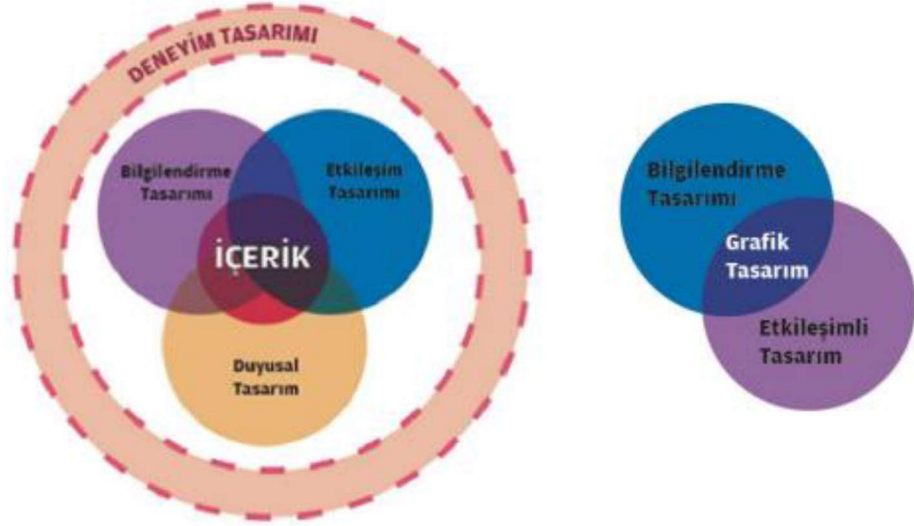 DENEYİM TASARIMI
Bilgilendirme
Tasarımı
Etkileşim
Tasarımı
İÇERİK
Duyusal
Tasarım
Bilgilendirme
Tasarımı
Grafik
Tasarım
Etkileşimli
Tasarım